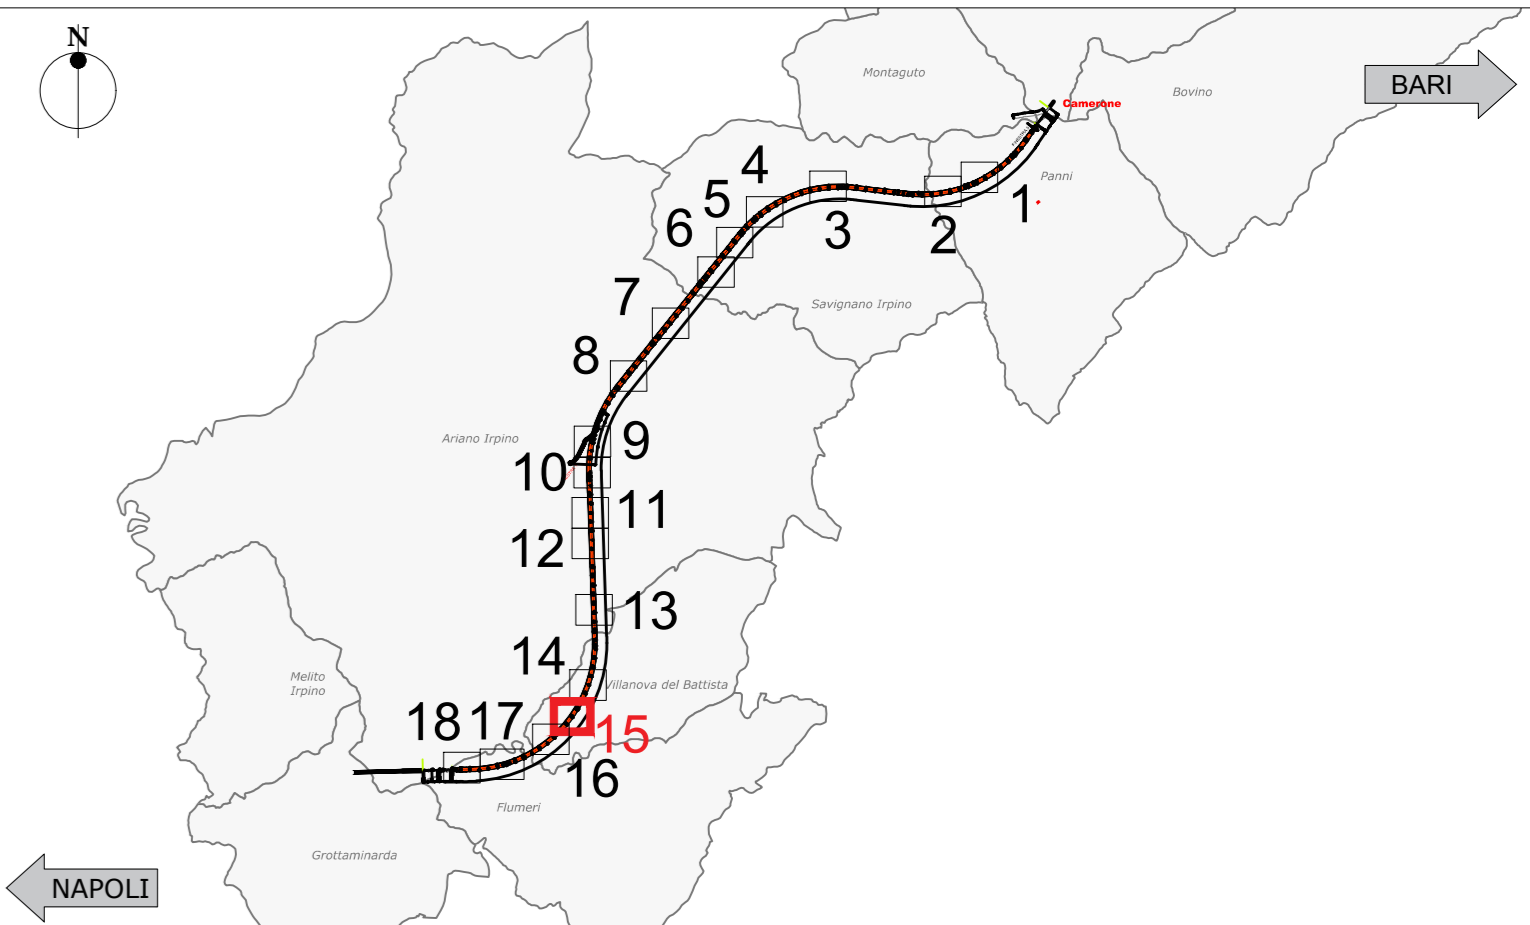 N
Montaguto
BARI
Bovino
Camerone
4
Panni
5
1
6
3
2
7
Savignano Irpino
8
Ariano Irpino
9
10
11
12
13
14
Melito
Irpino
Villanova del Battista
18
17
15
16
Flumeri
Grottaminarda
NAPOLI